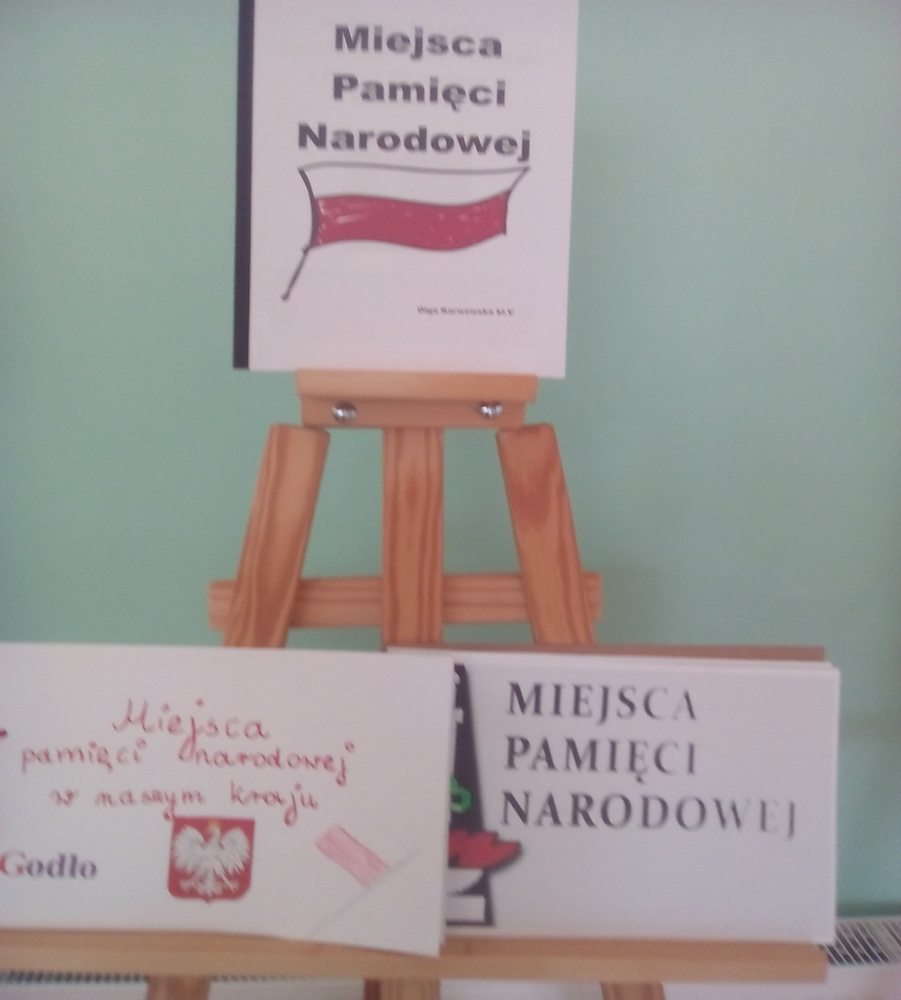 Miejsca
Pamięci
Narodowej
Miejsca
pamięci narodowej
w naszym kraju
Godło
MIEJSCA
PAMIĘCI
NARODOWEJ